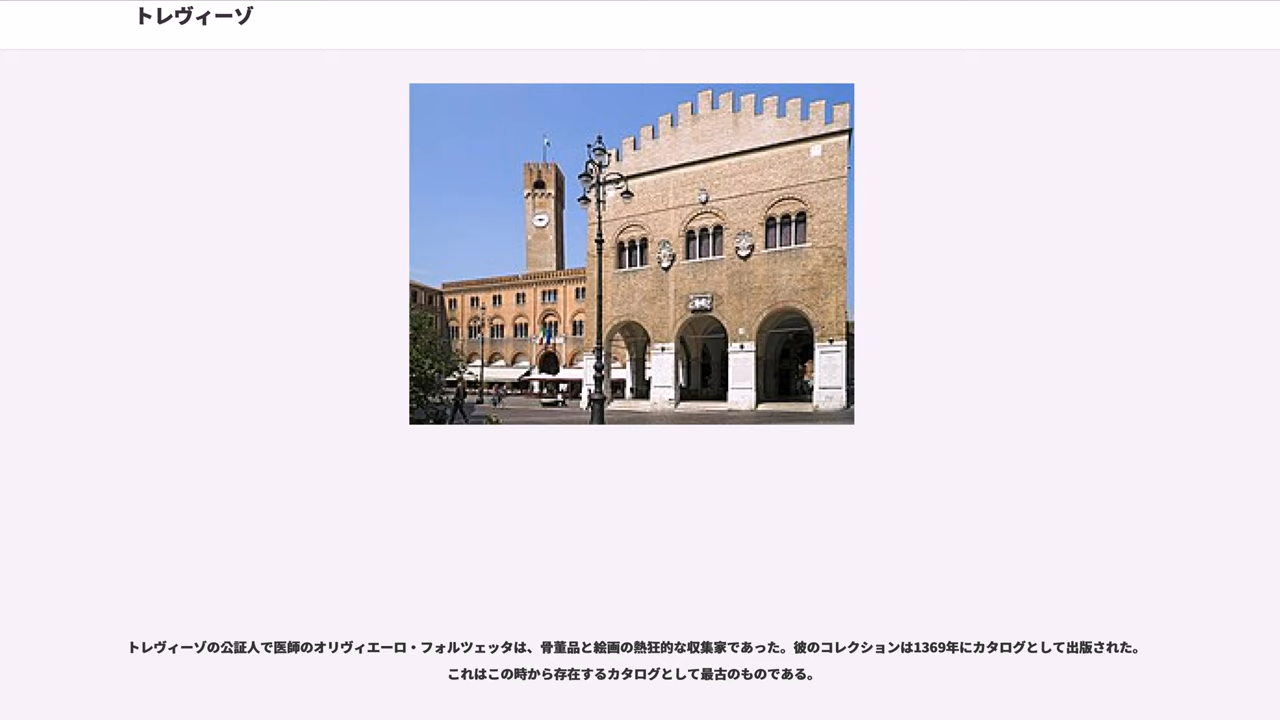 トレヴィーゾ
トレヴィーゾの公証人で医師のオリヴィエーロ・フォルツェッタは、骨董品と絵画の熱狂的な収集家であった。彼のコレクションは1369年にカタログとして出版された。
これはこの時から存在するカタログとして最古のものである。